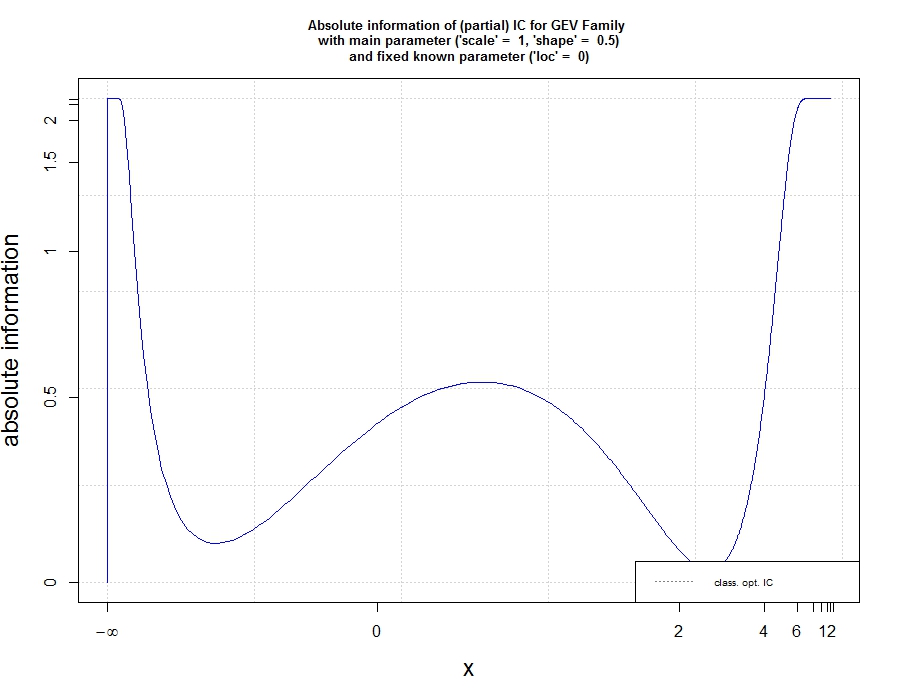 Absolute information of (partial) IC for GEV Family
with main parameter ('scale' = 1, 'shape' = 0.5)
and fixed known parameter ('loc' = 0)
absolute information
2
1.5
1
0.5
0
class. opt. IC
−∞ 0 2 4 6 12
x